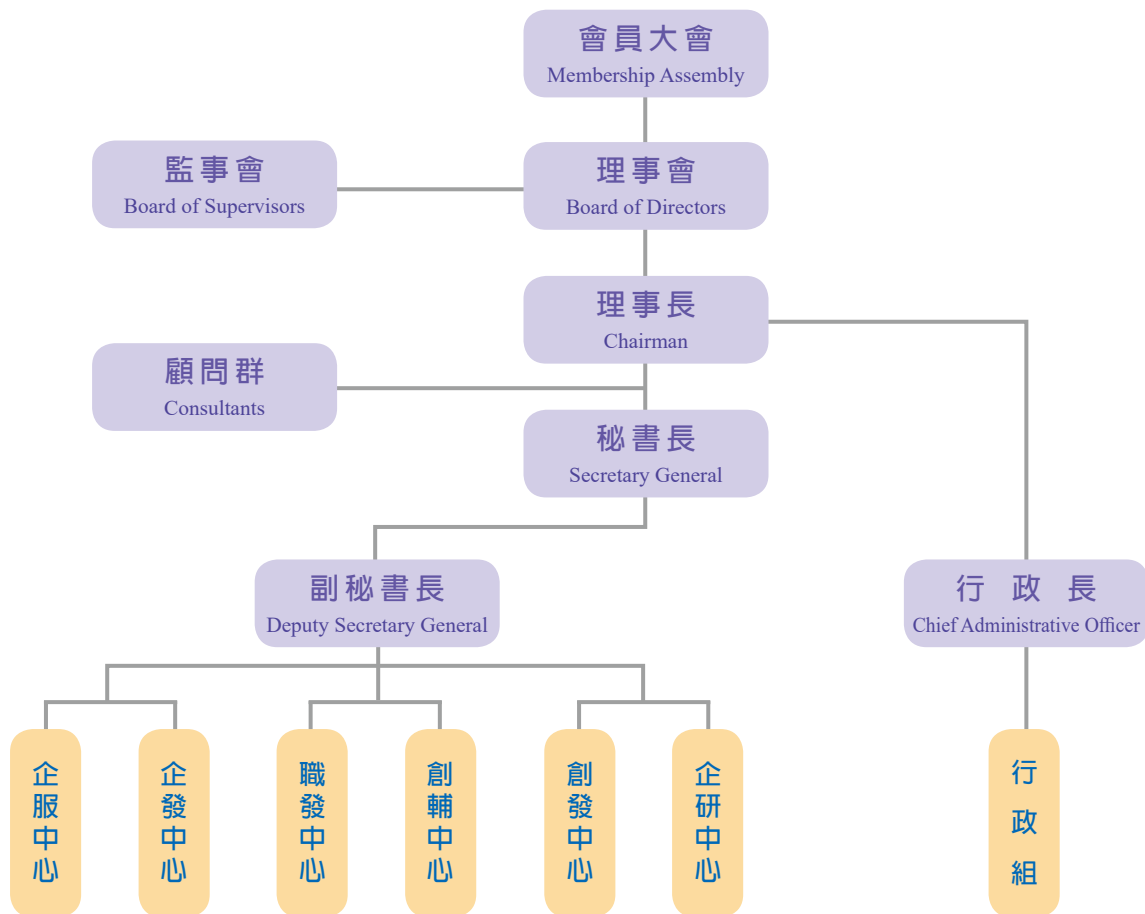 會員大會
Membership Assembly
監事會
Board of Supervisors
理事會
Board of Directors
理事長
Chairman
顧問群
Consultants
秘書長
Secretary General
副秘書長
Deputy Secretary General
行政長
Chief Administrative Officer
企服中心
企發中心
職發中心
創輔中心
創發中心
企研中心
行政組